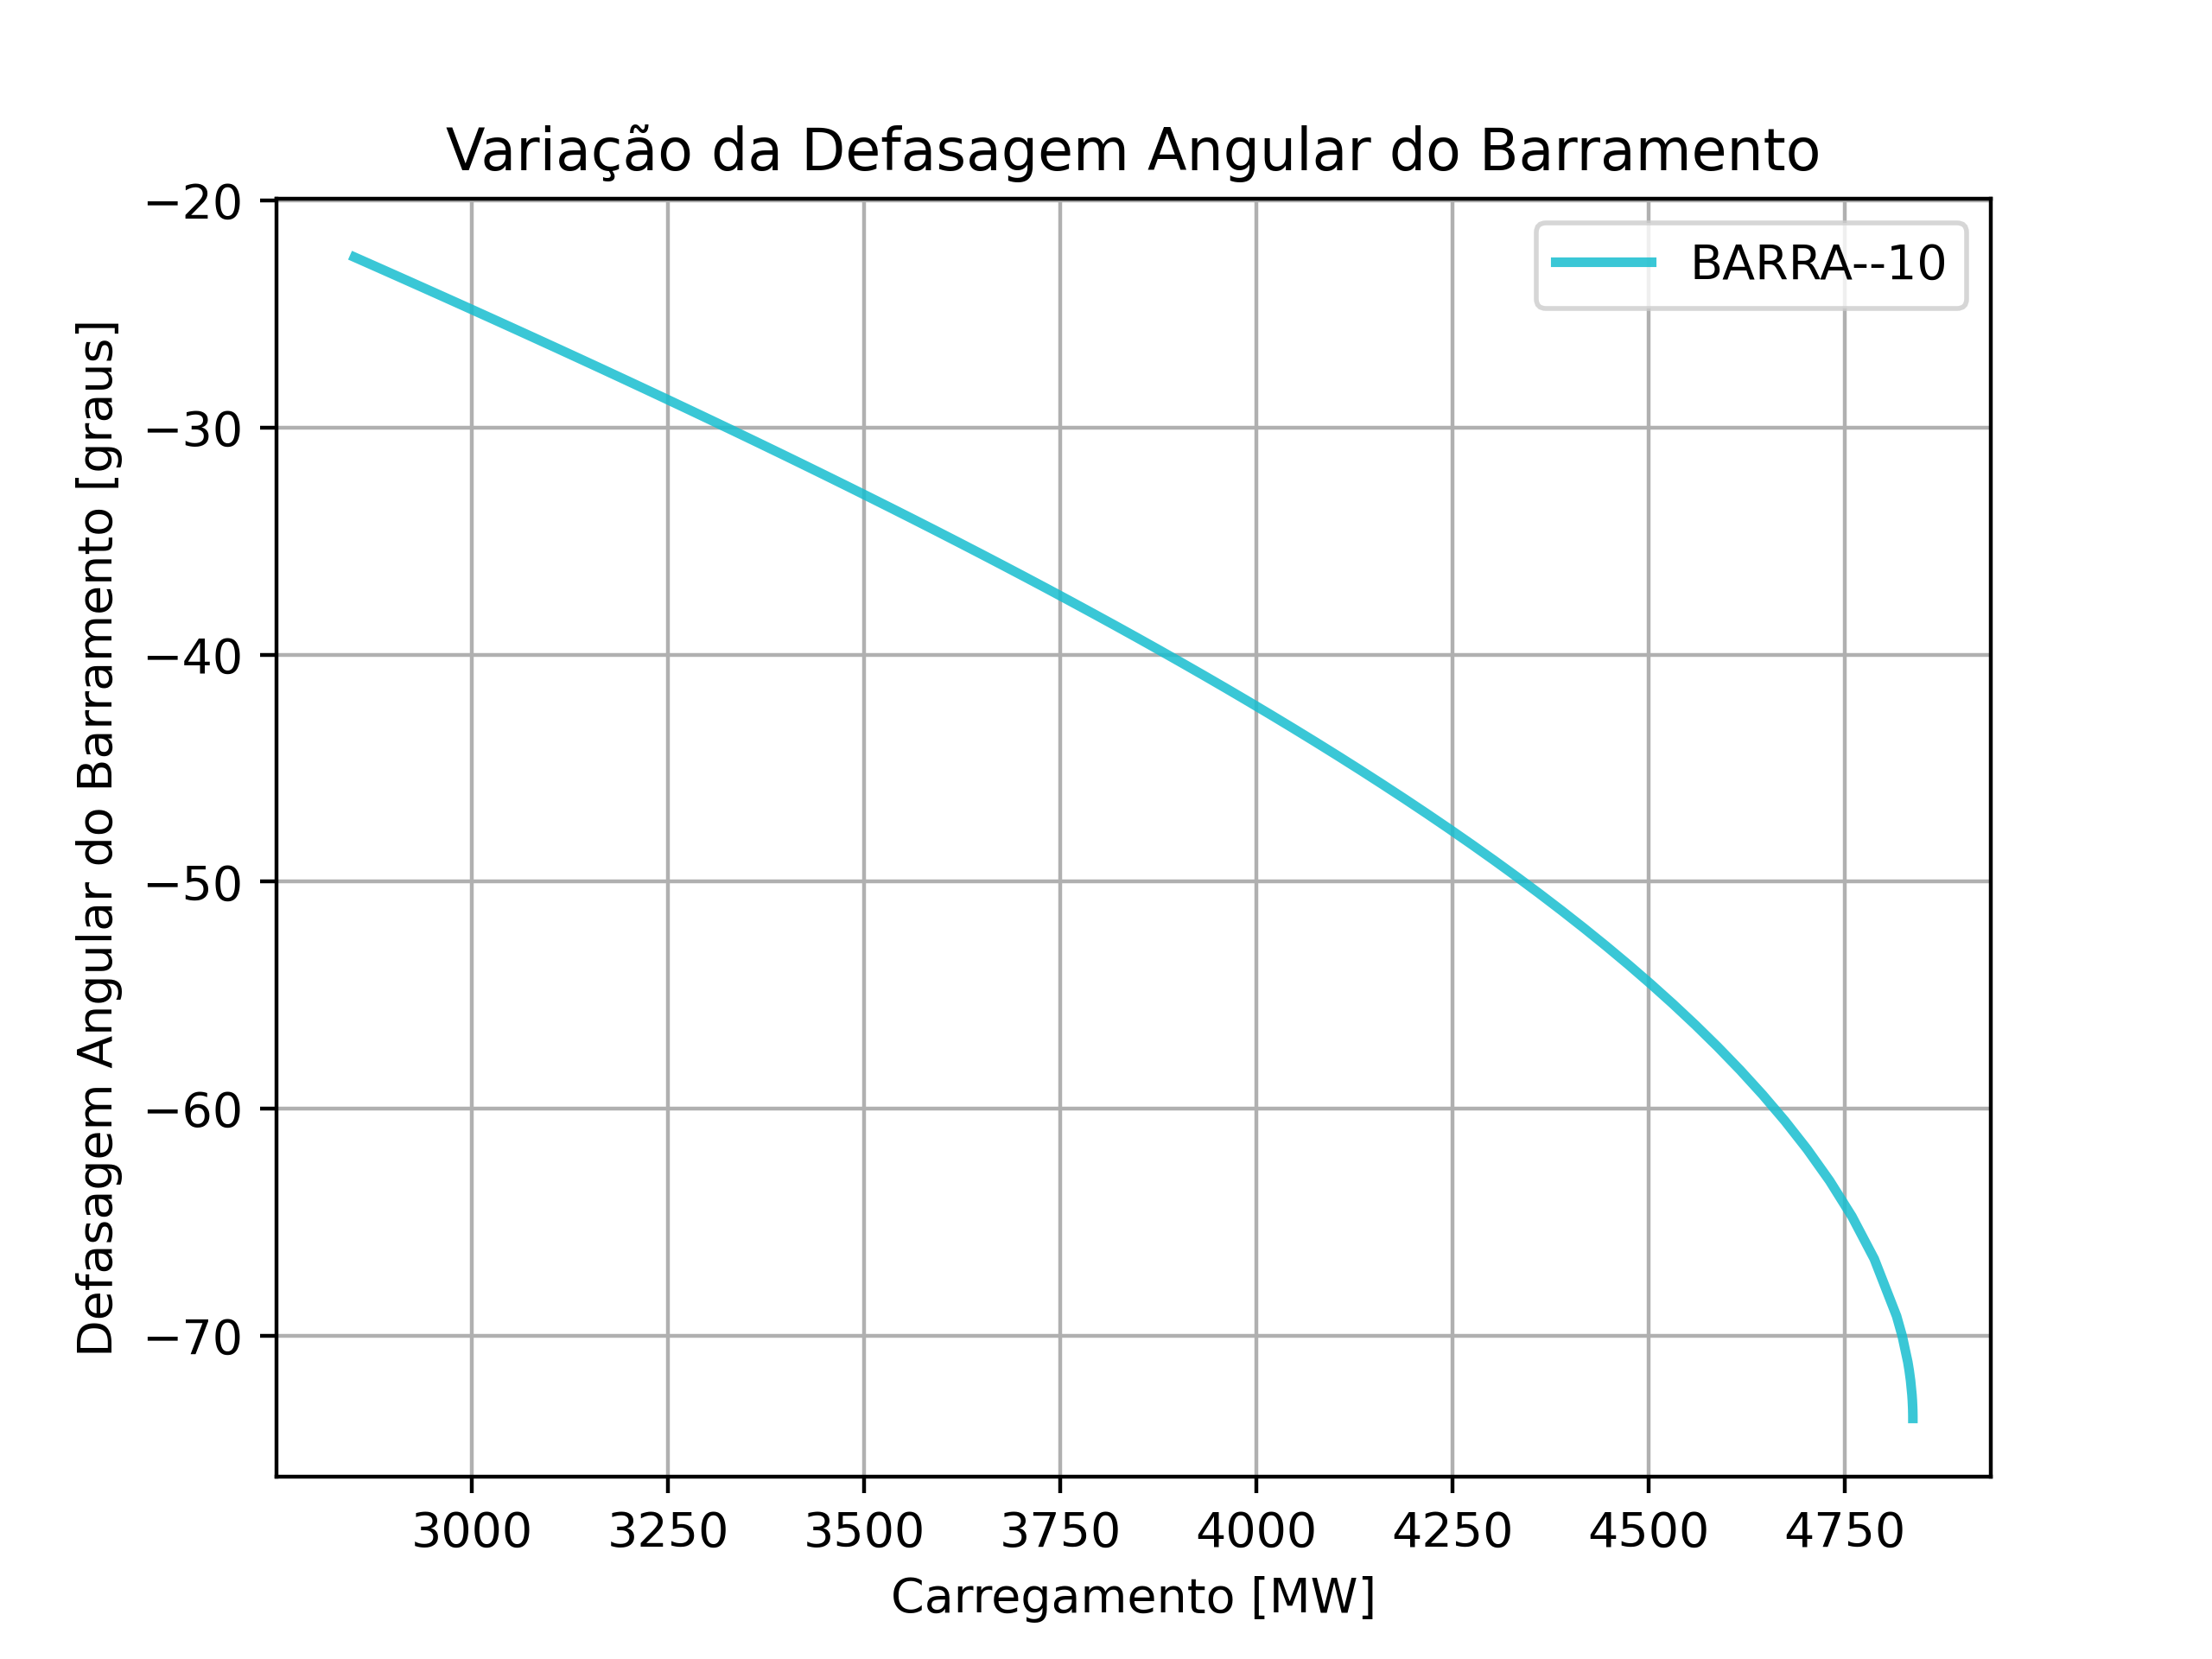 Variação da Defasagem Angular do Barramento
BARRA--10
Defasagem Angular do Barramento [graus]
−20
−30
−40
−50
−60
−70
3000 3250 3500 3750 4000 4250 4500 4750
Carregamento [MW]